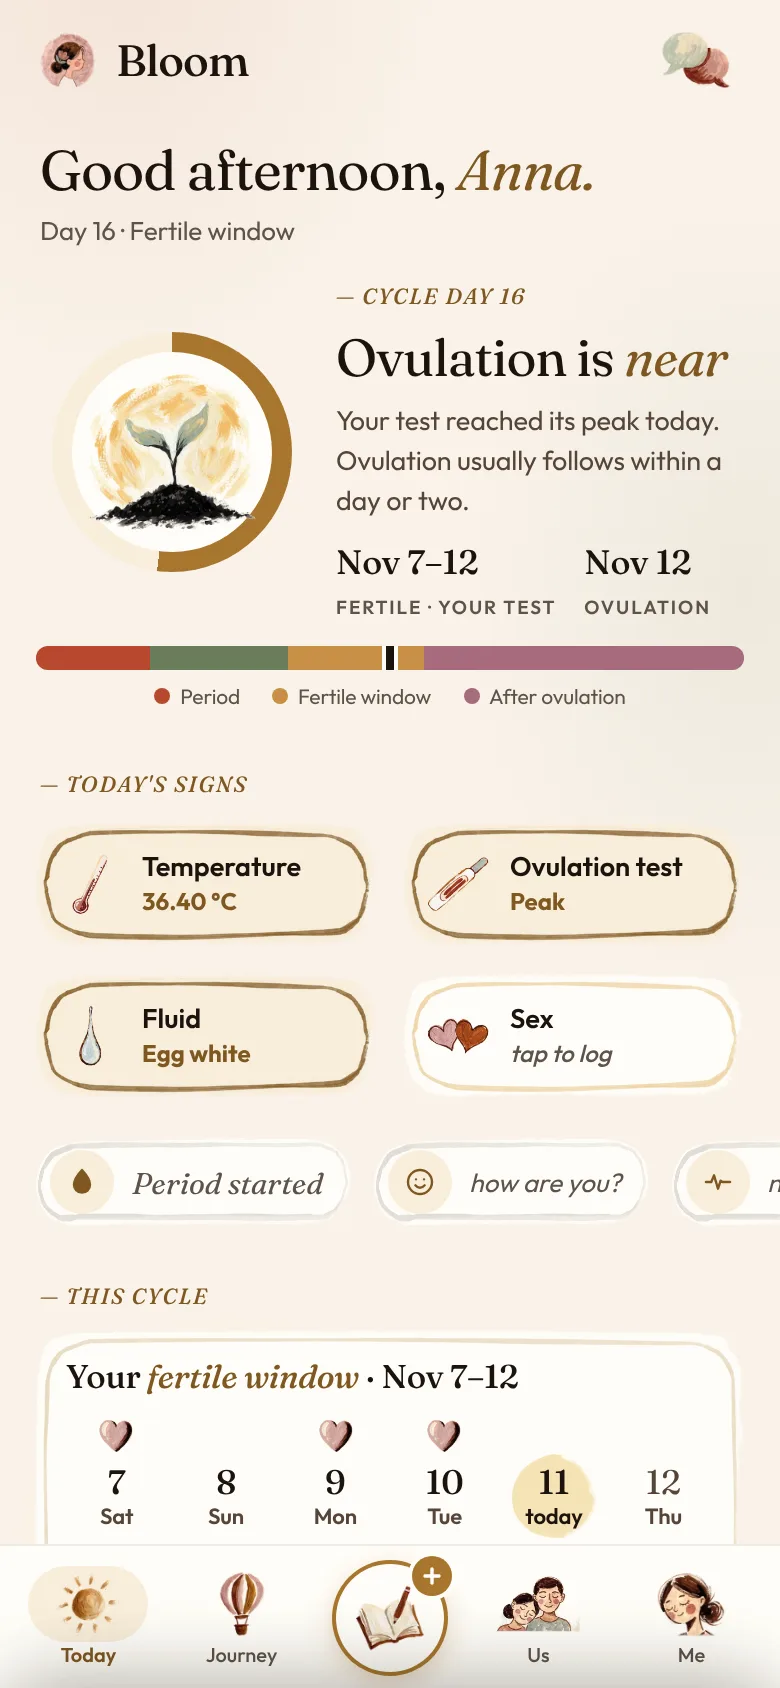 Bloom
Good afternoon, Anna.
Day 16 · Fertile window
— CYCLE DAY 16
Ovulation is near
Your test reached its peak today.
Ovulation usually follows within a
day or two.
Nov 7–12
FERTILE · YOUR TEST
Nov 12
OVULATION
Period
Fertile window
After ovulation
— TODAY'S SIGNS
Temperature
36.40 °C
Ovulation test
Peak
Fluid
Egg white
Sex
tap to log
Period started
how are you?
— THIS CYCLE
Your fertile window · Nov 7–12
7 8 9 10 11 12
Sat Sun Mon Tue today Thu
Today
Journey
Us
Me